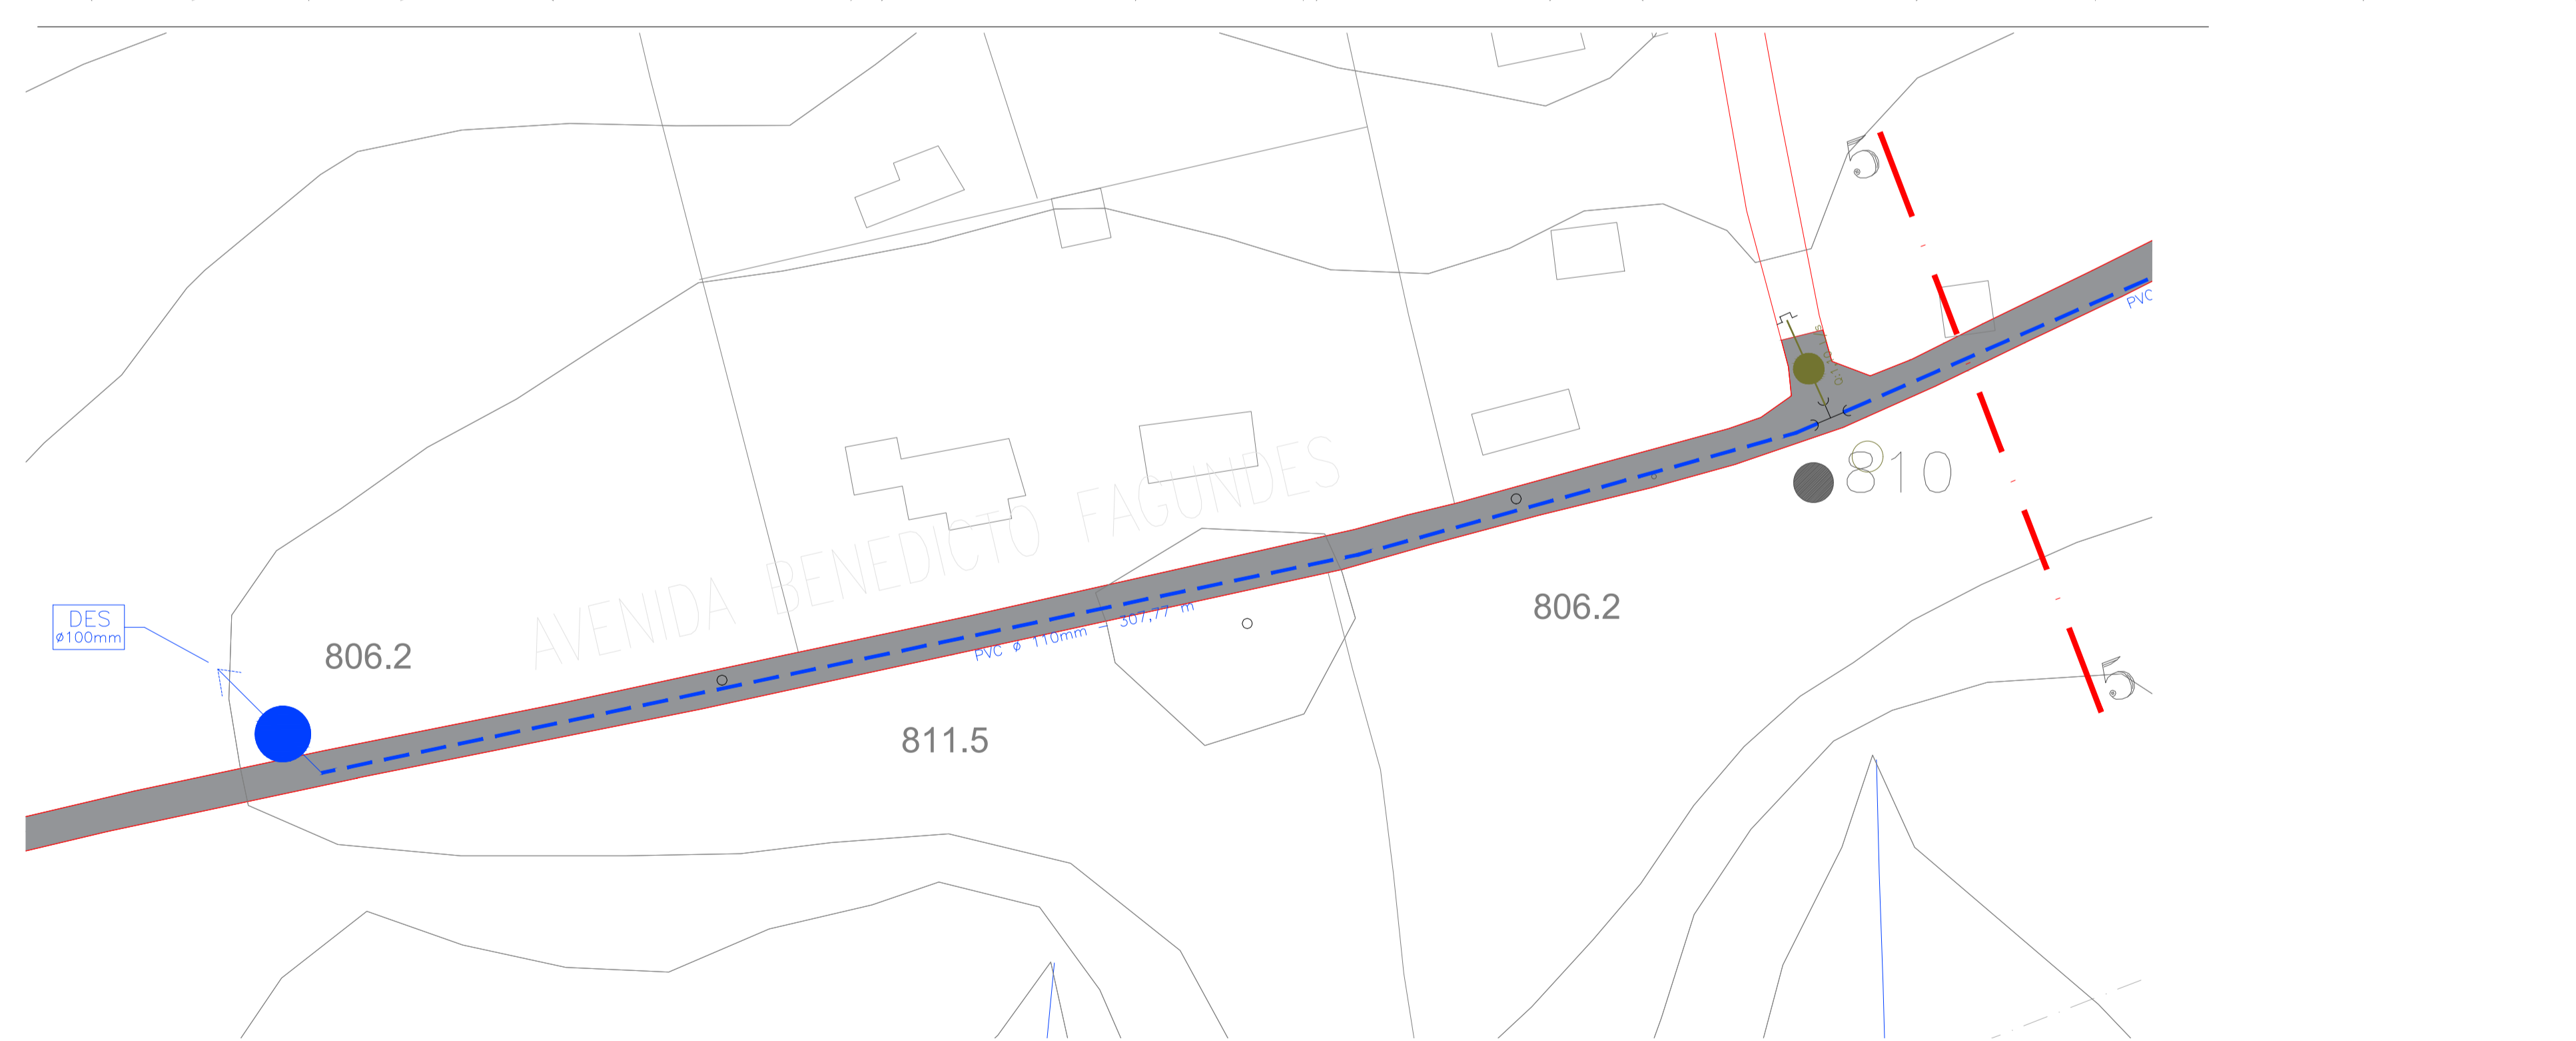 5
PVC
810
AVENIDA BENEDICTO FAGUNDES
DES
ø100mm
806.2
PVC ø 110mm – 307,77 m
806.2
5
811.5